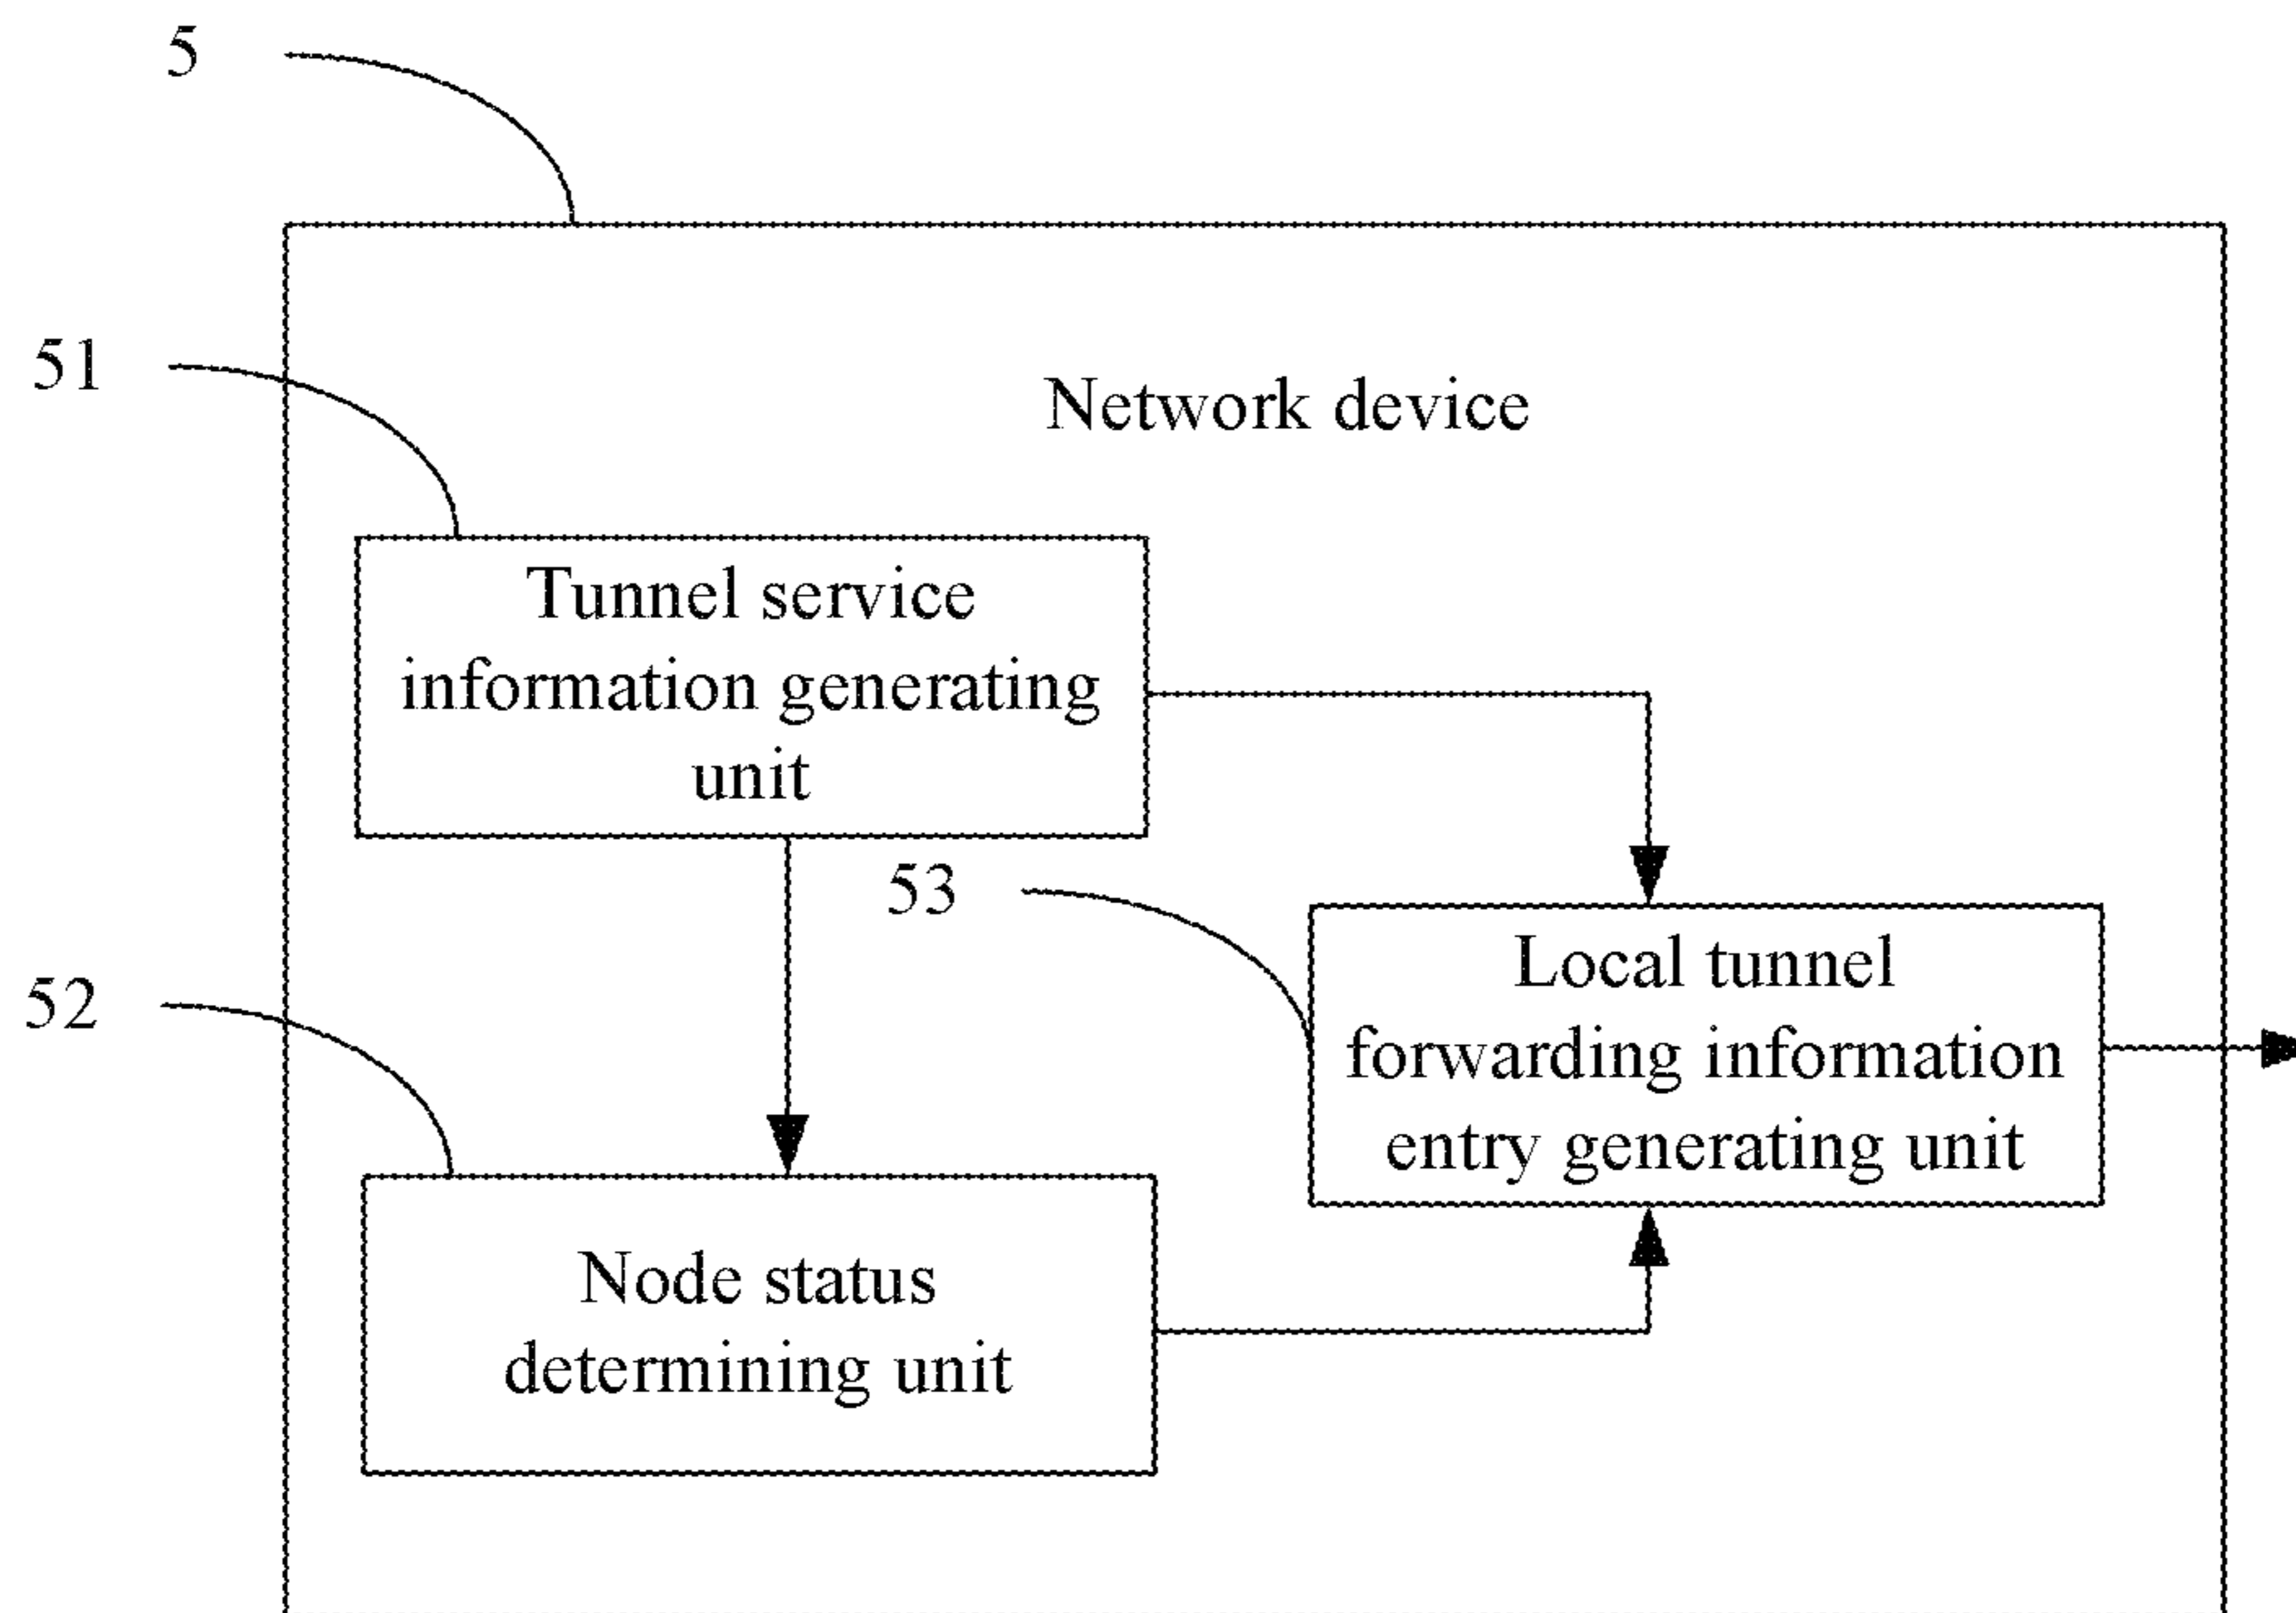 5
51
Network device
Tunnel service
information generating
unit
53
Local tunnel
forwarding information
entry generating unit
52
Node status
determining unit